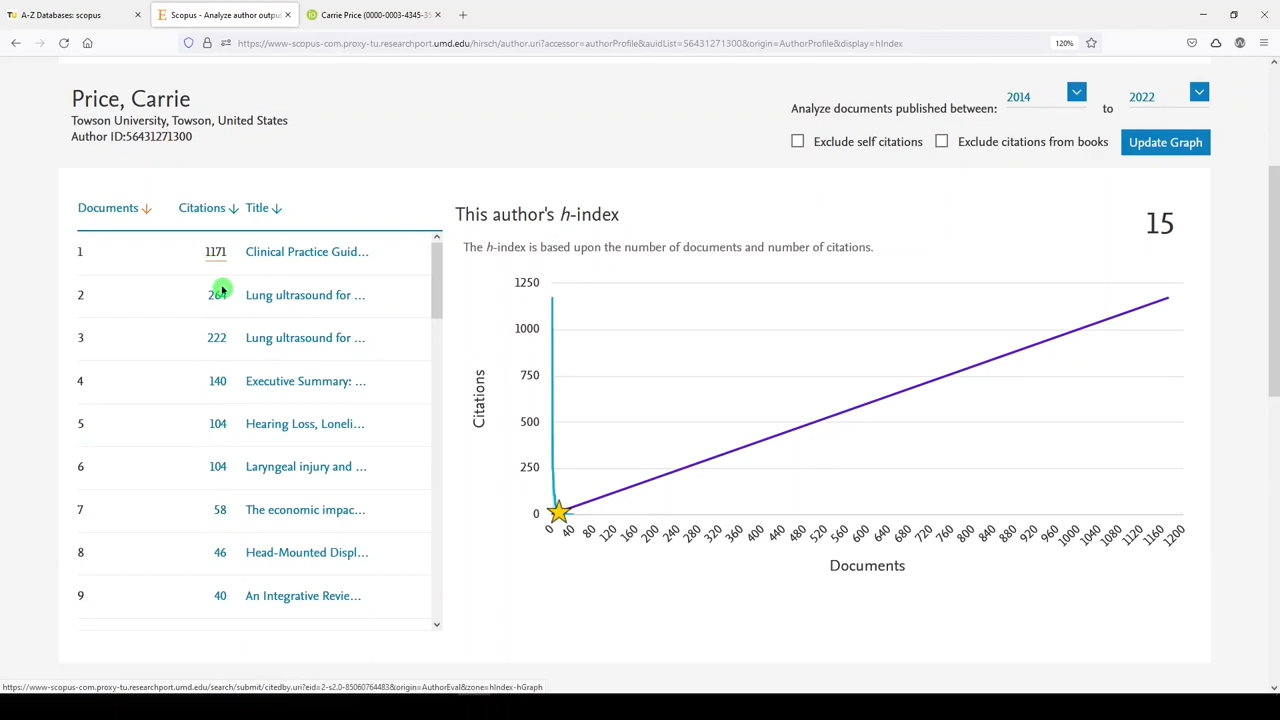 A-Z Databases: scopus
Scopus - Analyze author outpu
Carrie Price (0000-0003-4345-35
https://www-scopus-com.proxy-tu.researchport.umd.edu/hirsch/author.uri?accessor=authorProfile&auidList=56431271300&origin=AuthorProfile&display=hIndex
120%
Price, Carrie
Towson University, Towson, United States
Author ID:56431271300
Analyze documents published between: 2014 to 2022
Exclude self citations Exclude citations from books Update Graph
Documents Citations Title
1 1171 Clinical Practice Guid...
2 264 Lung ultrasound for ...
3 222 Lung ultrasound for ...
4 140 Executive Summary: ...
5 104 Hearing Loss, Loneli...
6 104 Laryngeal injury and ...
7 58 The economic impac...
8 46 Head-Mounted Displ...
9 40 An Integrative Revie...
This author's h-index
15
The h-index is based upon the number of documents and number of citations.
1250
1000
750
500
250
0
Citations
0 40 80 120 160 200 240 280 320 360 400 440 480 520 560 600 640 680 720 760 800 840 880 920 960 1000 1040 1080 1120 1160 1200
Documents
https://www-scopus-com.proxy-tu.researchport.umd.edu/search/submit/citedby.uri?eid=2-s2.0-85060764483&origin=AuthorEval&zone=hIndex-hGraph